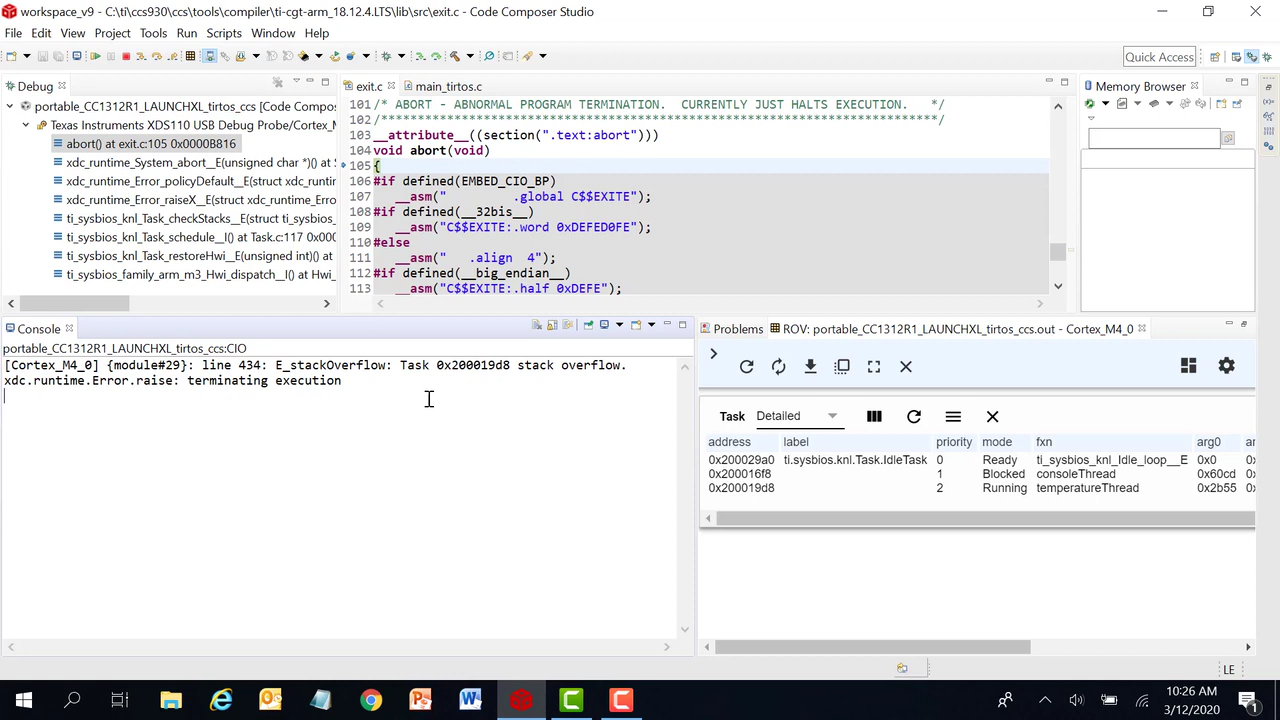 workspace_v9 - C:\ti\ccs930\ccs\tools\compiler\ti-cgt-arm_18.12.4.LTS\lib\src\exit.c - Code Composer Studio
File Edit View Project Tools Run Scripts Window Help
Quick Access
Debug
portable_CC1312R1_LAUNCHXL_tirtos_ccs [Code Compos
Texas Instruments XDS110 USB Debug Probe/Cortex_M
abort() at exit.c:105 0x0000B816
xdc_runtime_System_abort__E(unsigned char *)() at S
xdc_runtime_Error_policyDefault__E(struct xdc_runtim
xdc_runtime_Error_raiseX__E(struct xdc_runtime_Error
ti_sysbios_knl_Task_checkStacks__E(struct ti_sysbios_
ti_sysbios_knl_Task_schedule__I() at Task.c:117 0x000
ti_sysbios_knl_Task_restoreHwi__E(unsigned int)() at
ti_sysbios_family_arm_m3_Hwi_dispatch__I() at Hwi_
exit.c main_tirtos.c
101 /* ABORT - ABNORMAL PROGRAM TERMINATION.  CURRENTLY JUST HALTS EXECUTION.   */
102 /****************************************************************************/
103 __attribute__((section(".text:abort")))
104 void abort(void)
105 {
106 #if defined(EMBED_CIO_BP)
107 __asm("         .global C$$EXITE");
108 #if defined(__32bis__)
109 __asm("C$$EXITE:.word 0xDEFED0FE");
110 #else
111 __asm("   .align  4");
112 #if defined(__big_endian__)
113 __asm("C$$EXITE:.half 0xDEFE");
Memory Browser
Console
portable_CC1312R1_LAUNCHXL_tirtos_ccs:CIO
[Cortex_M4_0] {module#29}: line 434: E_stackOverflow: Task 0x200019d8 stack overflow.
xdc.runtime.Error.raise: terminating execution
Problems ROV: portable_CC1312R1_LAUNCHXL_tirtos_ccs.out - Cortex_M4_0
Task Detailed
address label priority mode fxn arg0 ar
0x200029a0 ti.sysbios.knl.Task.IdleTask 0 Ready ti_sysbios_knl_Idle_loop__E 0x0 0x
0x200016f8 1 Blocked consoleThread 0x60cd 0x
0x200019d8 2 Running temperatureThread 0x2b55 0x
LE
10:26 AM
3/12/2020
1